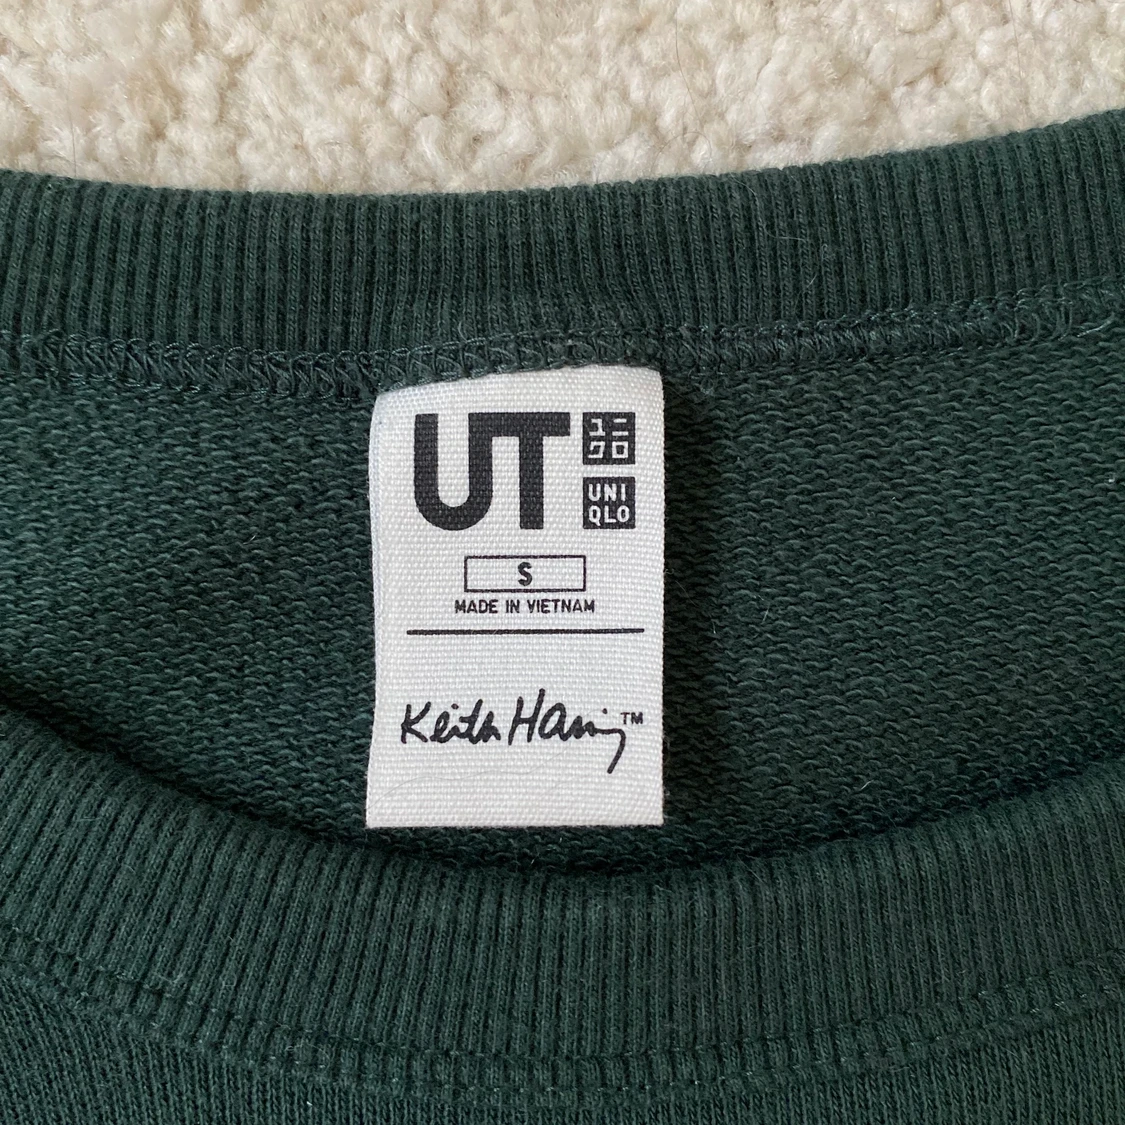 UT
ユニ
クロ
UNI
QLO
S
MADE IN VIETNAM
Keith Haring™